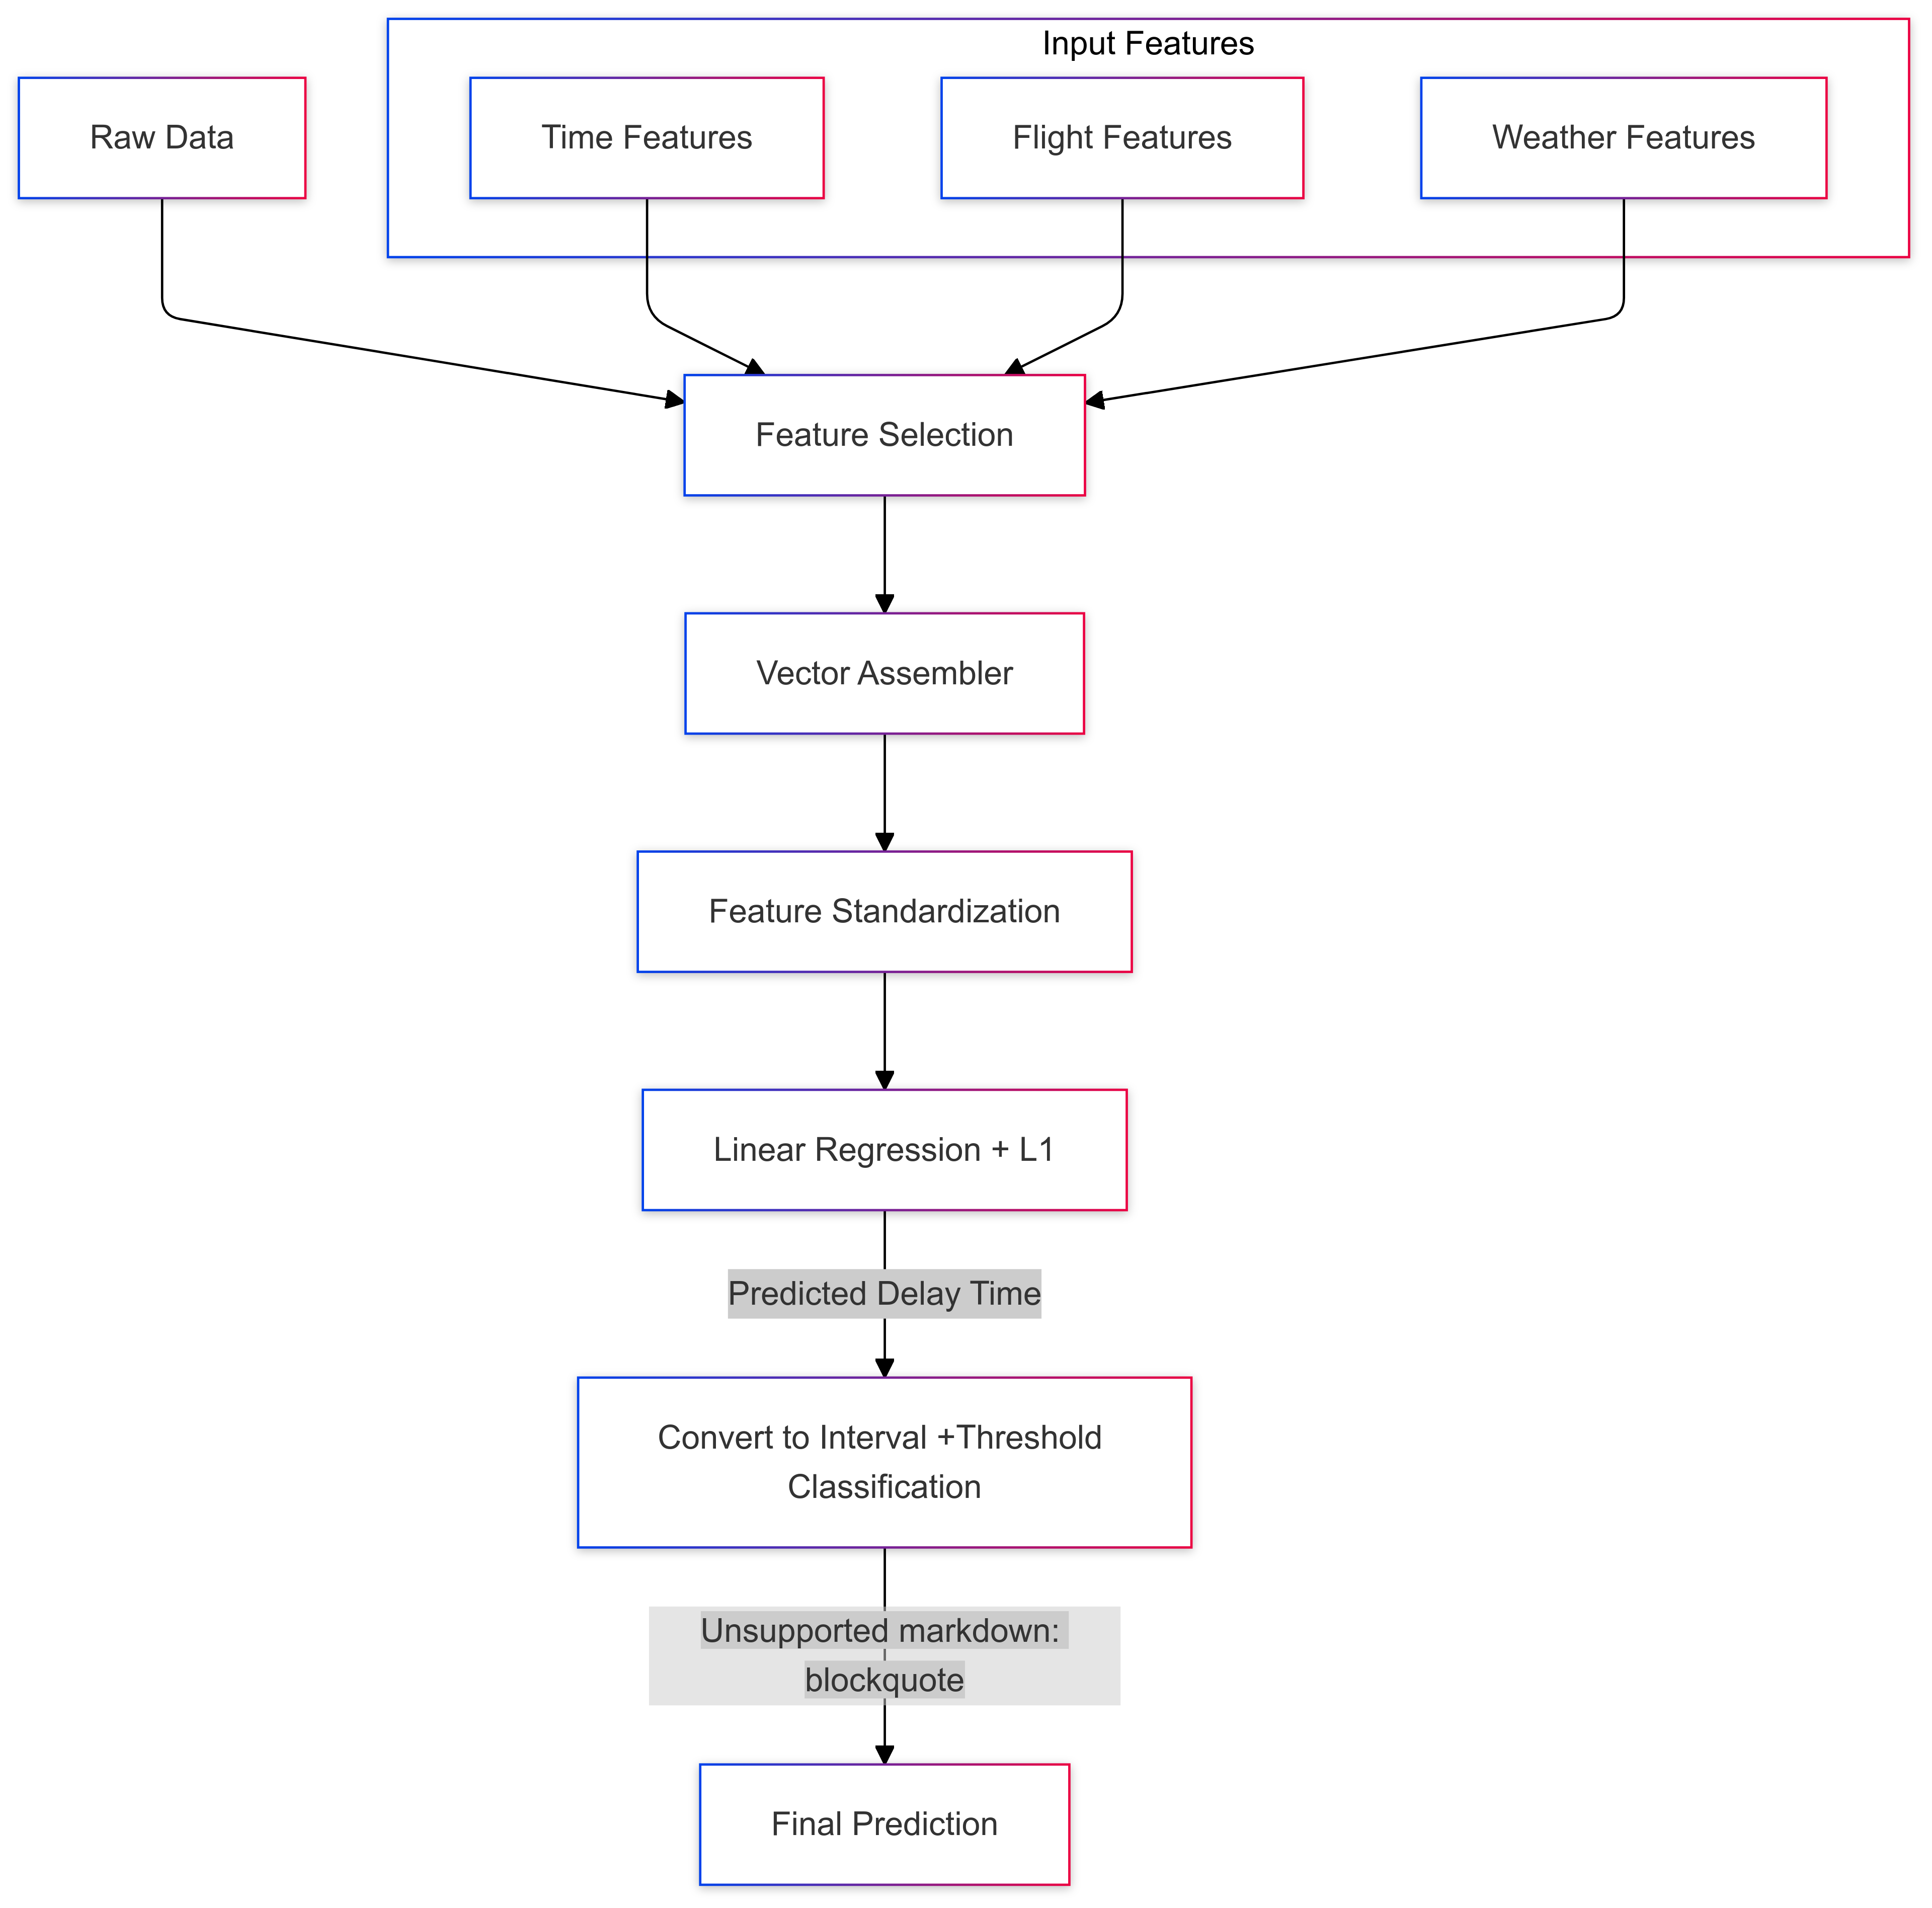 Input Features
Raw Data
Time Features
Flight Features
Weather Features
Feature Selection
Vector Assembler
Feature Standardization
Linear Regression + L1
Predicted Delay Time
Convert to Interval +Threshold
Classification
Unsupported markdown:
blockquote
Final Prediction